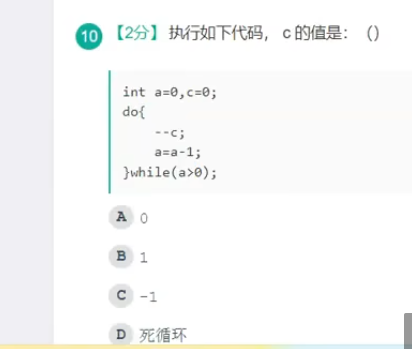 10 【2分】 执行如下代码， c 的值是：（）
int a=0,c=0;
do{
--c;
a=a-1;
}while(a>0);
A 0
B 1
C -1
D 死循环